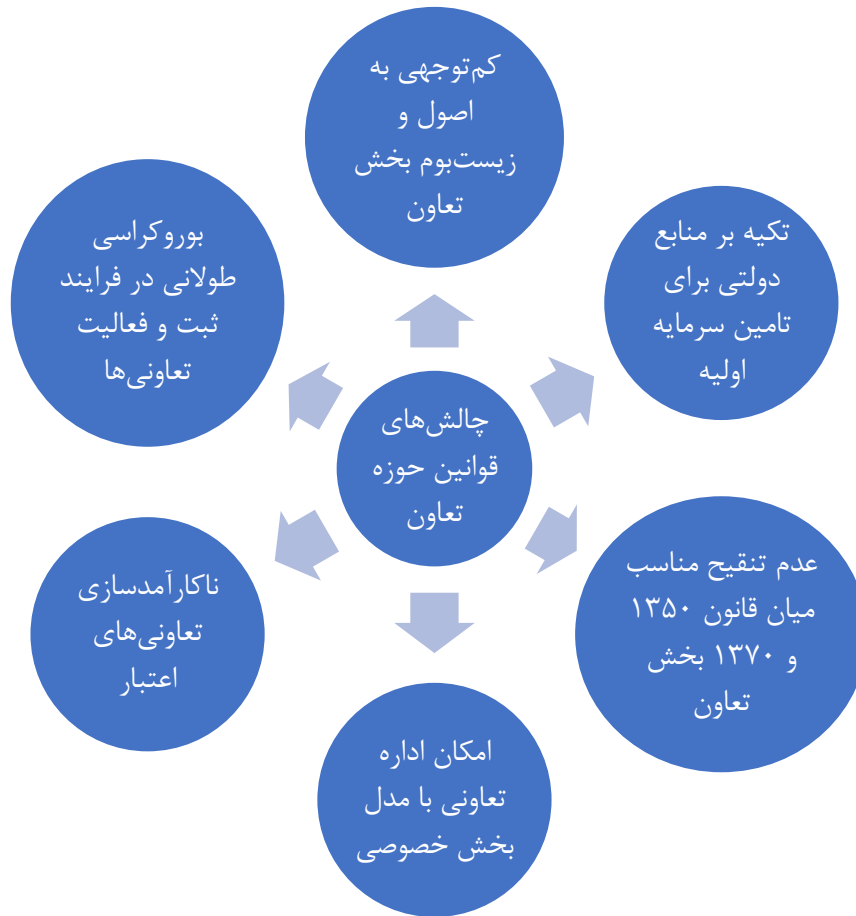 کم‌توجهی به
اصول و
زیست‌بوم بخش
تعاون
تکیه بر منابع
دولتی برای
تامین سرمایه
اولیه
عدم تنقیح مناسب
میان قانون ۱۳۵۰
و ۱۳۷۰ بخش
تعاون
امکان اداره
تعاونی با مدل
بخش خصوصی
ناکارآمدسازی
تعاونی‌های
اعتبار
بوروکراسی
طولانی در فرایند
ثبت و فعالیت
تعاونی‌ها
چالش‌های
قوانین حوزه
تعاون